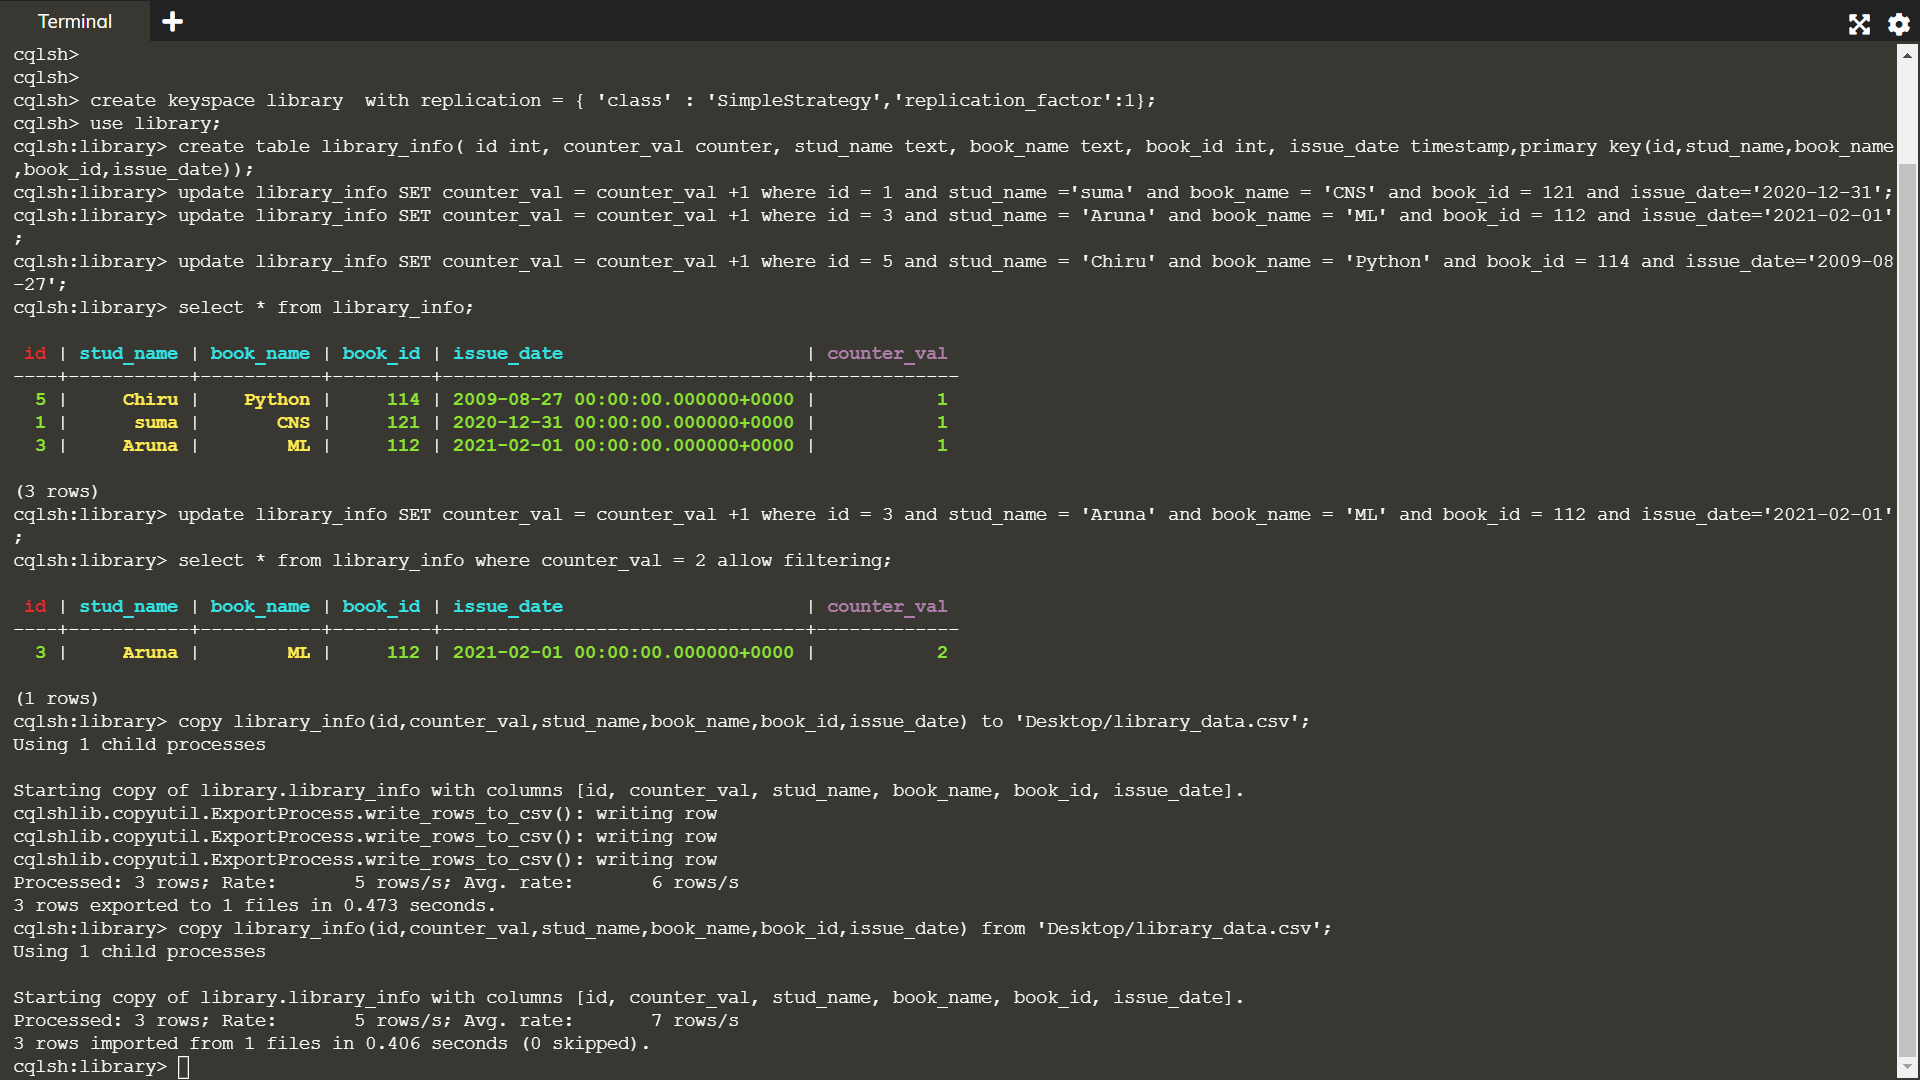 Terminal
cqlsh>
cqlsh>
cqlsh> create keyspace library  with replication = { 'class' : 'SimpleStrategy','replication_factor':1};
cqlsh> use library;
cqlsh:library> create table library_info( id int, counter_val counter, stud_name text, book_name text, book_id int, issue_date timestamp,primary key(id,stud_name,book_name
,book_id,issue_date));
cqlsh:library> update library_info SET counter_val = counter_val +1 where id = 1 and stud_name ='suma' and book_name = 'CNS' and book_id = 121 and issue_date='2020-12-31';
cqlsh:library> update library_info SET counter_val = counter_val +1 where id = 3 and stud_name = 'Aruna' and book_name = 'ML' and book_id = 112 and issue_date='2021-02-01'
;
cqlsh:library> update library_info SET counter_val = counter_val +1 where id = 5 and stud_name = 'Chiru' and book_name = 'Python' and book_id = 114 and issue_date='2009-08
-27';
cqlsh:library> select * from library_info;
 id | stud_name | book_name | book_id | issue_date                      | counter_val
----+-----------+-----------+---------+---------------------------------+-------------
  5 |     Chiru |    Python |     114 | 2009-08-27 00:00:00.000000+0000 |           1
  1 |      suma |       CNS |     121 | 2020-12-31 00:00:00.000000+0000 |           1
  3 |     Aruna |        ML |     112 | 2021-02-01 00:00:00.000000+0000 |           1
(3 rows)
cqlsh:library> update library_info SET counter_val = counter_val +1 where id = 3 and stud_name = 'Aruna' and book_name = 'ML' and book_id = 112 and issue_date='2021-02-01'
;
cqlsh:library> select * from library_info where counter_val = 2 allow filtering;
 id | stud_name | book_name | book_id | issue_date                      | counter_val
----+-----------+-----------+---------+---------------------------------+-------------
  3 |     Aruna |        ML |     112 | 2021-02-01 00:00:00.000000+0000 |           2
(1 rows)
cqlsh:library> copy library_info(id,counter_val,stud_name,book_name,book_id,issue_date) to 'Desktop/library_data.csv';
Using 1 child processes
Starting copy of library.library_info with columns [id, counter_val, stud_name, book_name, book_id, issue_date].
cqlshlib.copyutil.ExportProcess.write_rows_to_csv(): writing row
cqlshlib.copyutil.ExportProcess.write_rows_to_csv(): writing row
cqlshlib.copyutil.ExportProcess.write_rows_to_csv(): writing row
Processed: 3 rows; Rate:       5 rows/s; Avg. rate:       6 rows/s
3 rows exported to 1 files in 0.473 seconds.
cqlsh:library> copy library_info(id,counter_val,stud_name,book_name,book_id,issue_date) from 'Desktop/library_data.csv';
Using 1 child processes
Starting copy of library.library_info with columns [id, counter_val, stud_name, book_name, book_id, issue_date].
Processed: 3 rows; Rate:       5 rows/s; Avg. rate:       7 rows/s
3 rows imported from 1 files in 0.406 seconds (0 skipped).
cqlsh:library>